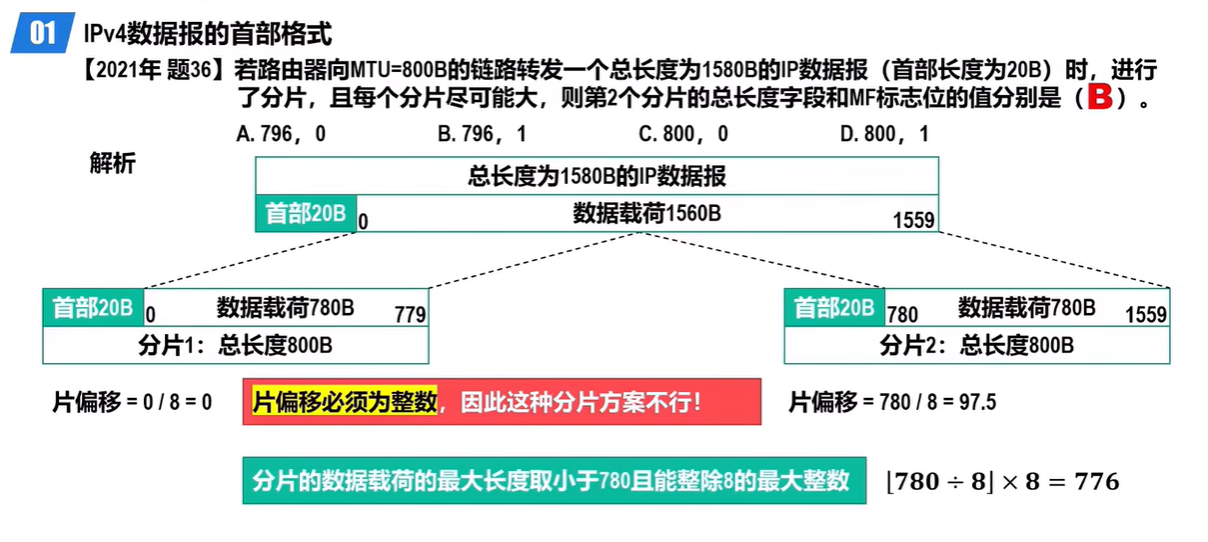 01 IPv4数据报的首部格式
【2021年 题36】若路由器向MTU=800B的链路转发一个总长度为1580B的IP数据报（首部长度为20B）时，进行
了分片，且每个分片尽可能大，则第2个分片的总长度字段和MF标志位的值分别是（B）。
A. 796，0 B. 796，1 C. 800，0 D. 800，1
解析
总长度为1580B的IP数据报
首部20B 0 数据载荷1560B 1559
首部20B 0 数据载荷780B 779 首部20B 780 数据载荷780B 1559
分片1：总长度800B 分片2：总长度800B
片偏移 = 0 / 8 = 0 片偏移必须为整数，因此这种分片方案不行！ 片偏移 = 780 / 8 = 97.5
分片的数据载荷的最大长度取小于780且能整除8的最大整数 ⌊780 ÷ 8⌋ × 8 = 776